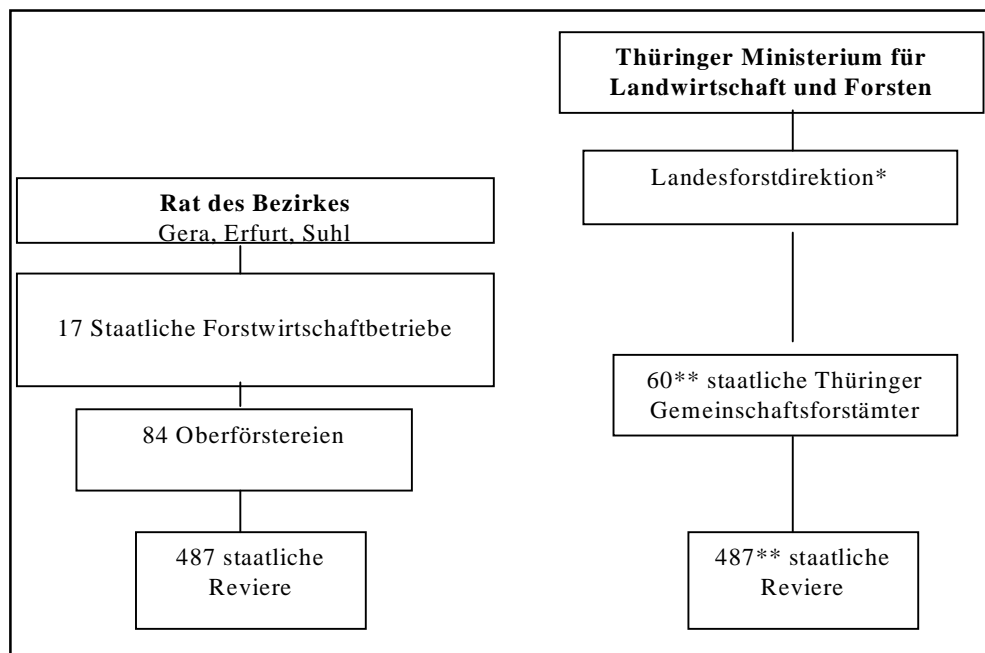 Rat des Bezirkes
Gera, Erfurt, Suhl
17 Staatliche Forstwirtschaftbetriebe
84 Oberförstereien
487 staatliche
Reviere
Thüringer Ministerium für
Landwirtschaft und Forsten
Landesforstdirektion*
60** staatliche Thüringer
Gemeinschaftsforstämter
487** staatliche
Reviere